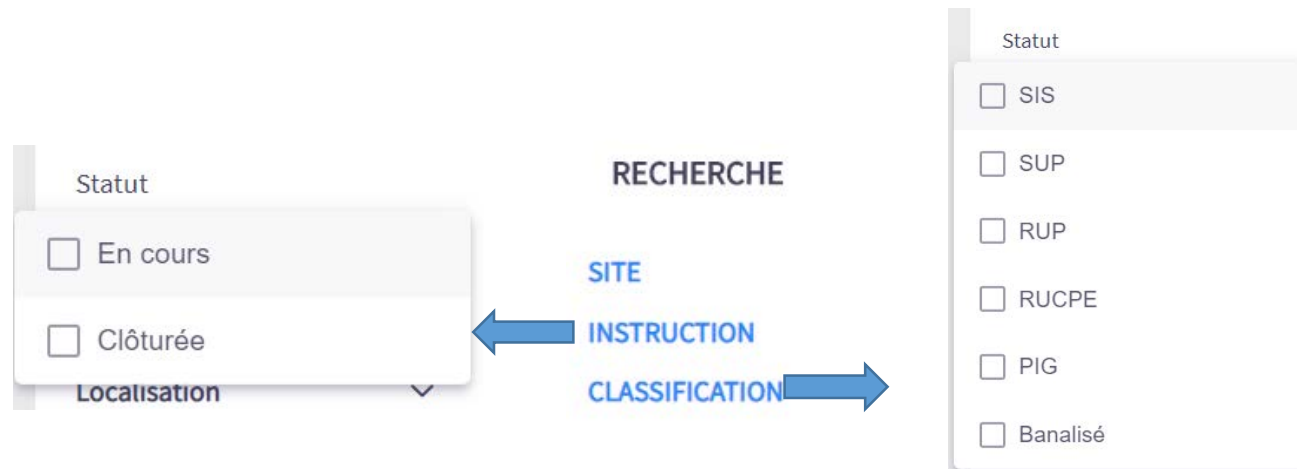 Statut
En cours
Clôturée
Localisation
RECHERCHE
SITE
INSTRUCTION
CLASSIFICATION
Statut
SIS
SUP
RUP
RUCPE
PIG
Banalisé